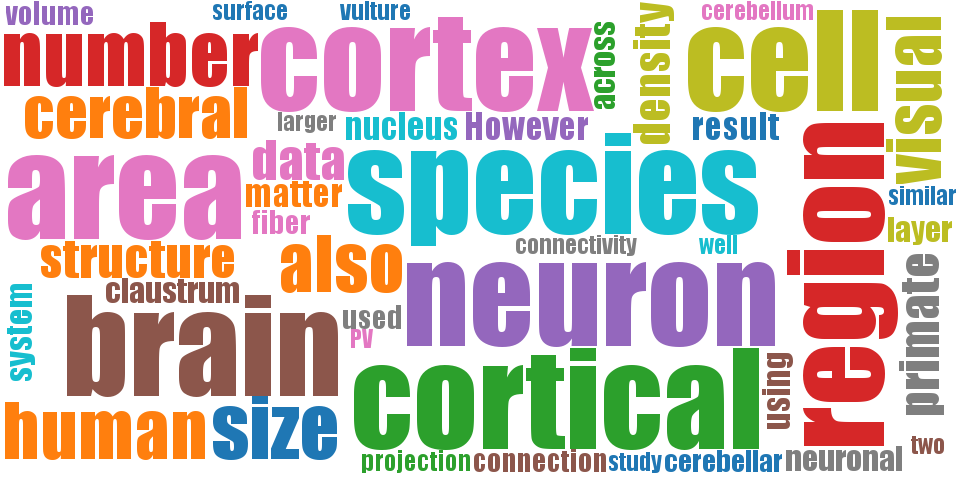 volume
surface
vulture
cerebellum
number
cortex
across
density
cell
visual
cerebral
larger
nucleus
However
result
area
data
species
region
matter
similar
fiber
layer
structure
also
connectivity
well
claustrum
neuron
primate
system
brain
used
PV
cortical
using
human
size
two
projection
connection
study
cerebellar
neuronal